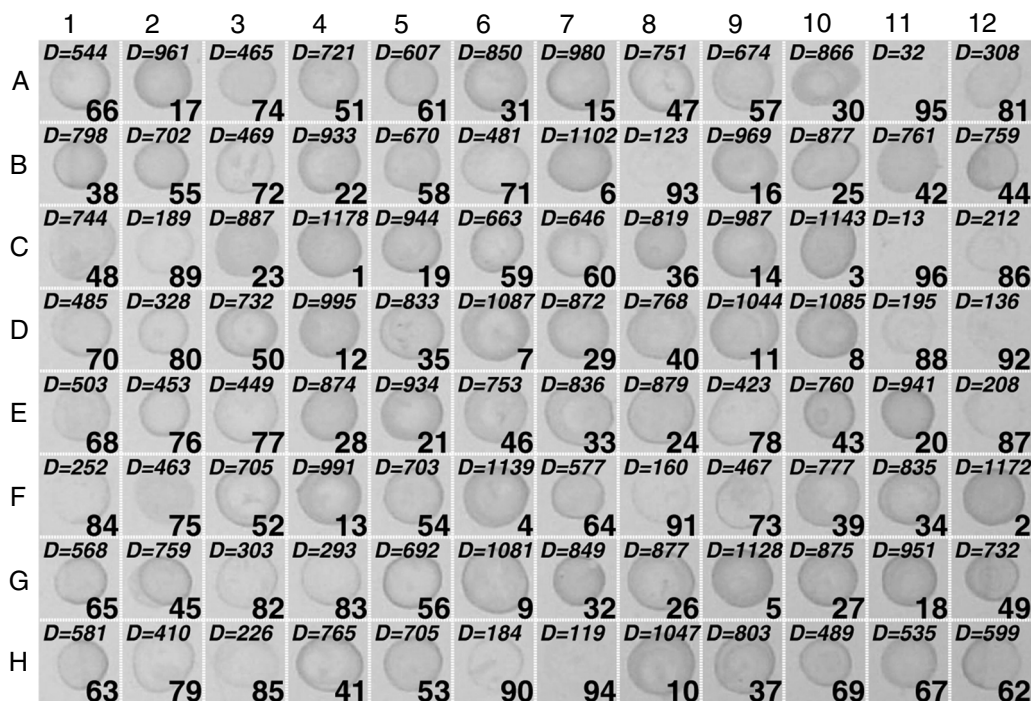 1 2 3 4 5 6 7 8 9 10 11 12
D=544 D=961 D=465 D=721 D=607 D=850 D=980 D=751 D=674 D=866 D=32 D=308
A
66 17 74 51 61 31 15 47 57 30 95 81
D=798 D=702 D=469 D=933 D=670 D=481 D=1102 D=123 D=969 D=877 D=761 D=759
B
38 55 72 22 58 71 6 93 16 25 42 44
D=744 D=189 D=887 D=1178 D=944 D=663 D=646 D=819 D=987 D=1143 D=13 D=212
C
48 89 23 1 19 59 60 36 14 3 96 86
D=485 D=328 D=732 D=995 D=833 D=1087 D=872 D=768 D=1044 D=1085 D=195 D=136
D
70 80 50 12 35 7 29 40 11 8 88 92
D=503 D=453 D=449 D=874 D=934 D=753 D=836 D=879 D=423 D=760 D=941 D=208
E
68 76 77 28 21 46 33 24 78 43 20 87
D=252 D=463 D=705 D=991 D=703 D=1139 D=577 D=160 D=467 D=777 D=835 D=1172
F
84 75 52 13 54 4 64 91 73 39 34 2
D=568 D=759 D=303 D=293 D=692 D=1081 D=849 D=877 D=1128 D=875 D=951 D=732
G
65 45 82 83 56 9 32 26 5 27 18 49
D=581 D=410 D=226 D=765 D=705 D=184 D=119 D=1047 D=803 D=489 D=535 D=599
H
63 79 85 41 53 90 94 10 37 69 67 62